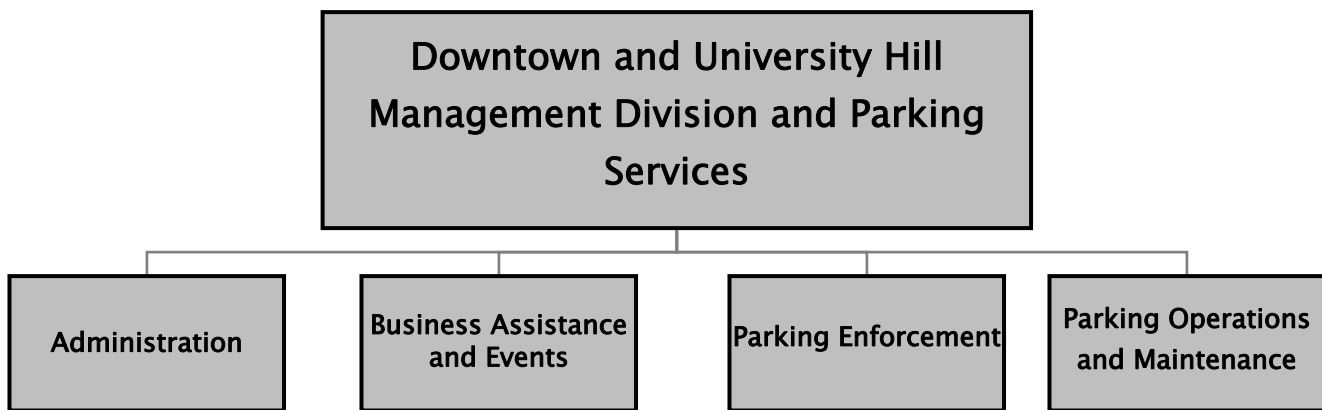 Downtown and University Hill
Management Division and Parking
Services
Administration
Business Assistance
and Events
Parking Enforcement
Parking Operations
and Maintenance